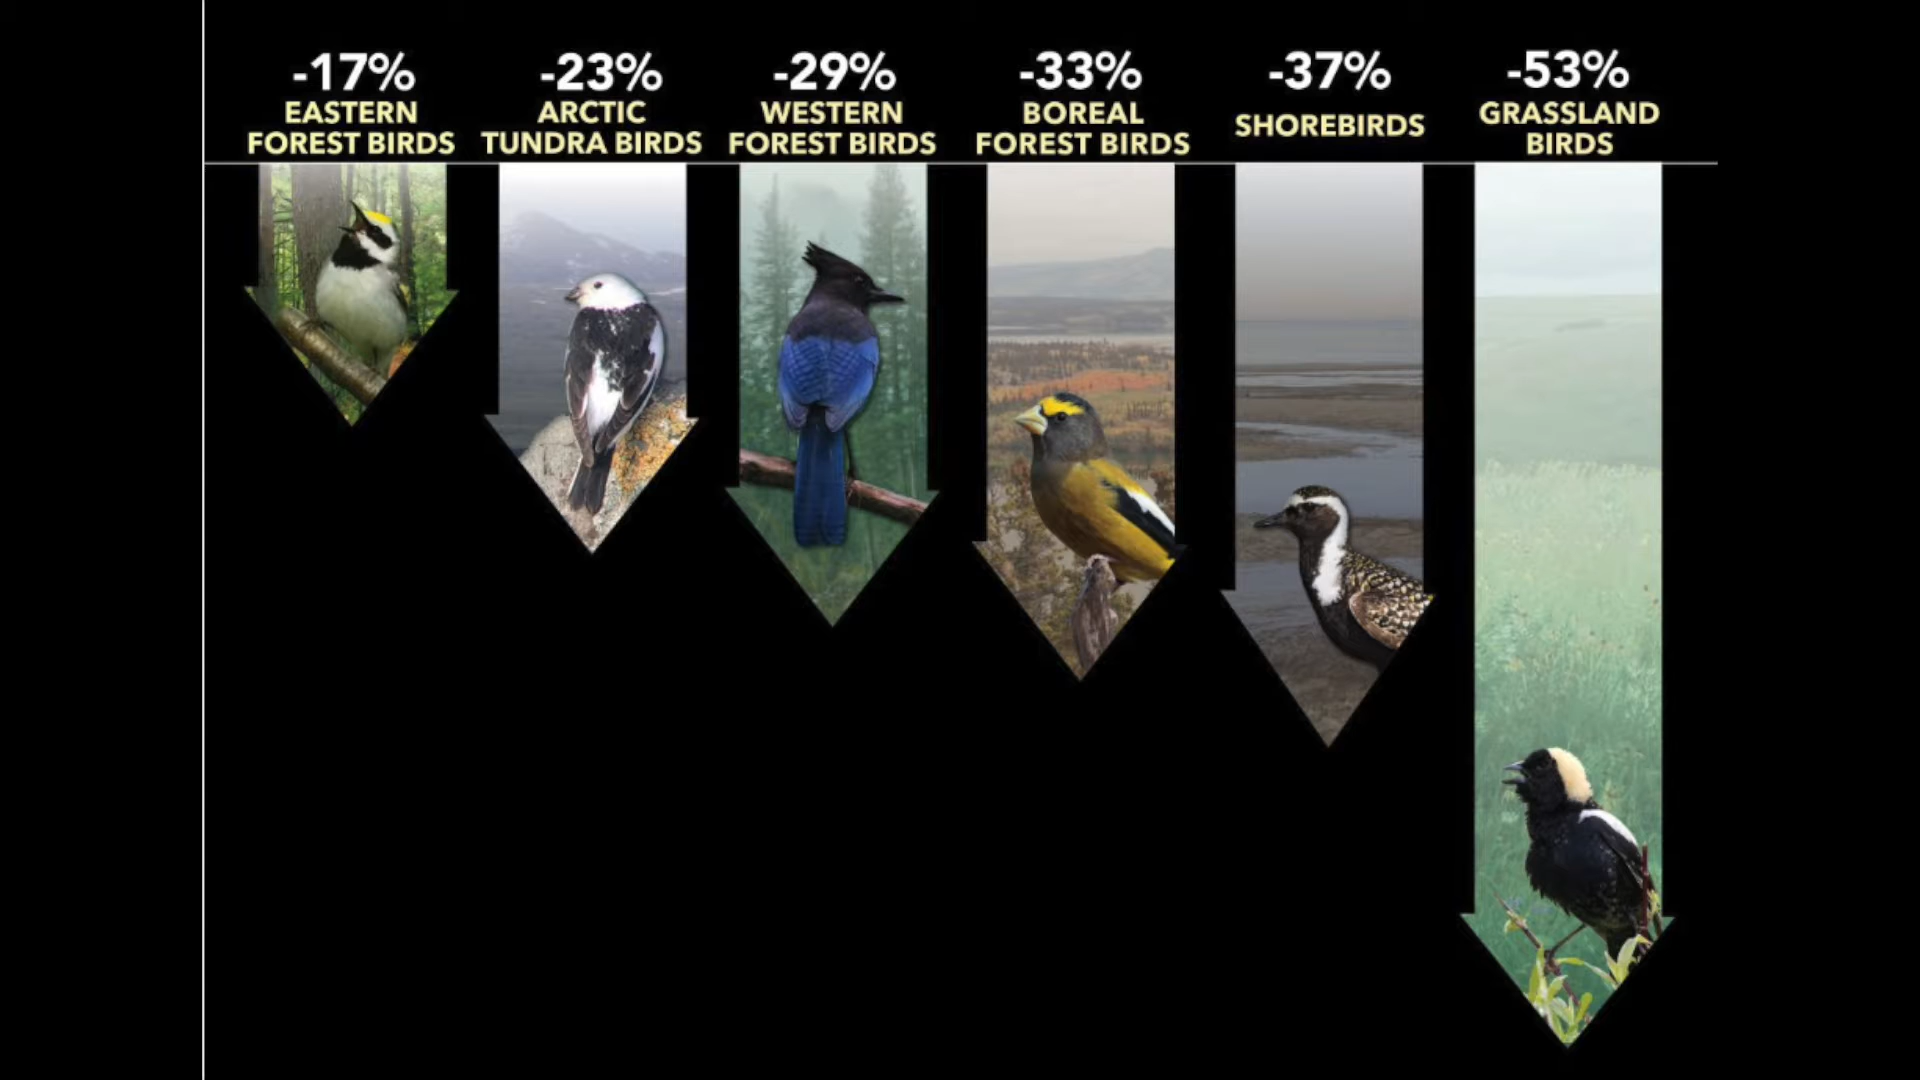 -17%
EASTERN
FOREST BIRDS
-23%
ARCTIC
TUNDRA BIRDS
-29%
WESTERN
FOREST BIRDS
-33%
BOREAL
FOREST BIRDS
-37%
SHOREBIRDS
-53%
GRASSLAND
BIRDS